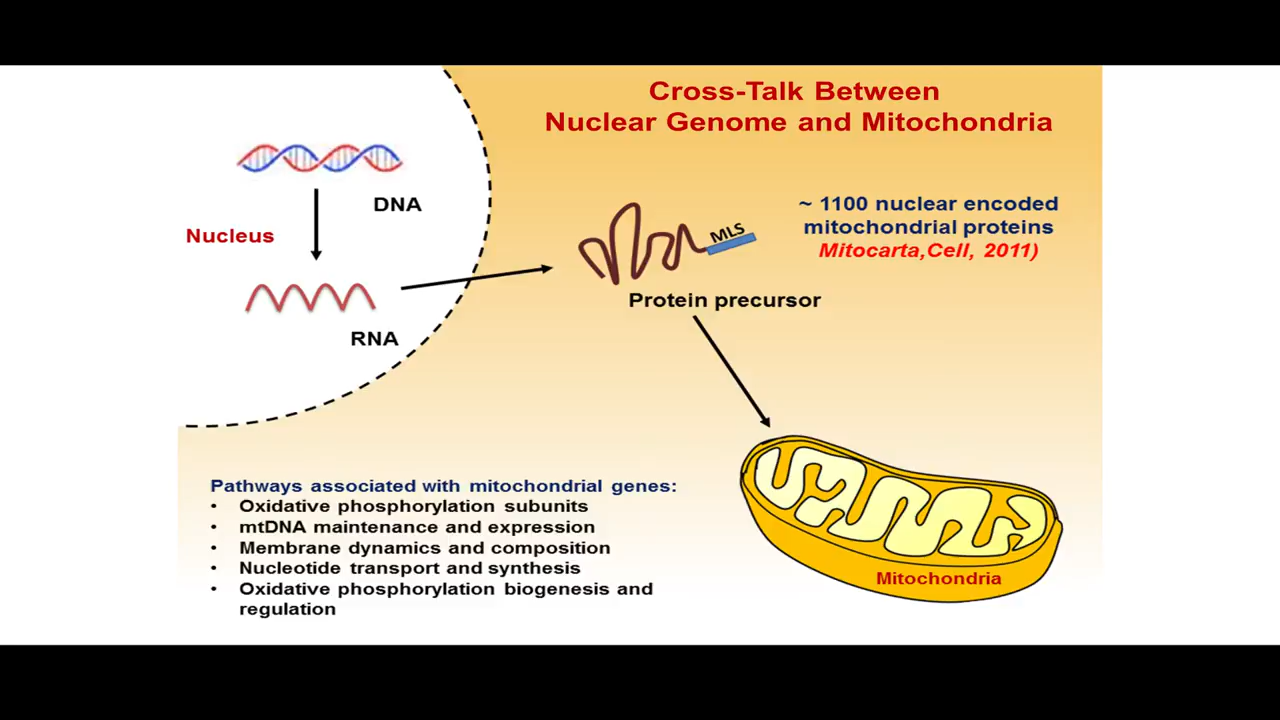 Cross-Talk Between
Nuclear Genome and Mitochondria
DNA
Nucleus
RNA
MLS
Protein precursor
~ 1100 nuclear encoded
mitochondrial proteins
Mitocarta,Cell, 2011)
Pathways associated with mitochondrial genes:
• Oxidative phosphorylation subunits
• mtDNA maintenance and expression
• Membrane dynamics and composition
• Nucleotide transport and synthesis
• Oxidative phosphorylation biogenesis and
regulation
Mitochondria